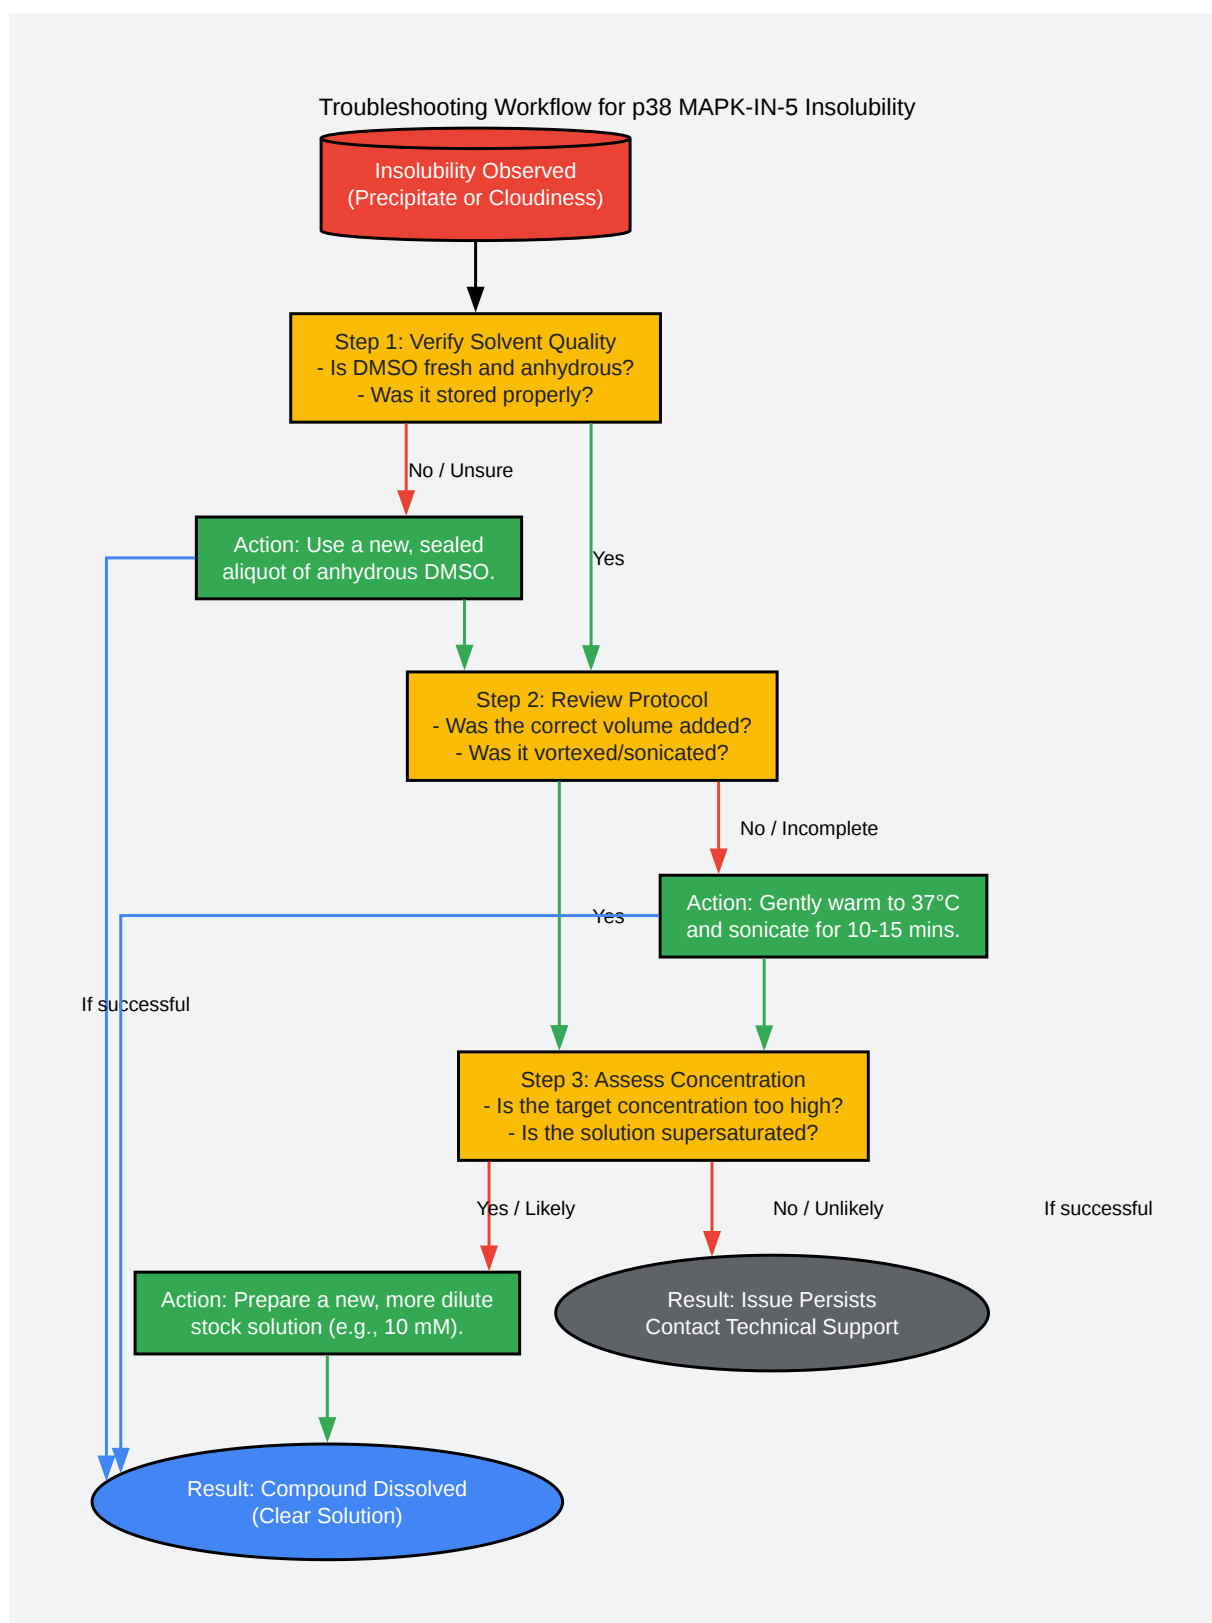 Troubleshooting Workflow for p38 MAPK-IN-5 Insolubility
Insolubility Observed
(Precipitate or Cloudiness)
Step 1: Verify Solvent Quality
- Is DMSO fresh and anhydrous?
- Was it stored properly?
No / Unsure
Action: Use a new, sealed
aliquot of anhydrous DMSO.
Yes
Step 2: Review Protocol
- Was the correct volume added?
- Was it vortexed/sonicated?
No / Incomplete
Action: Gently warm to 37°C
and sonicate for 10-15 mins.
Yes
If successful
Step 3: Assess Concentration
- Is the target concentration too high?
- Is the solution supersaturated?
Yes / Likely
No / Unlikely
If successful
Action: Prepare a new, more dilute
stock solution (e.g., 10 mM).
Result: Issue Persists
Contact Technical Support
Result: Compound Dissolved
(Clear Solution)